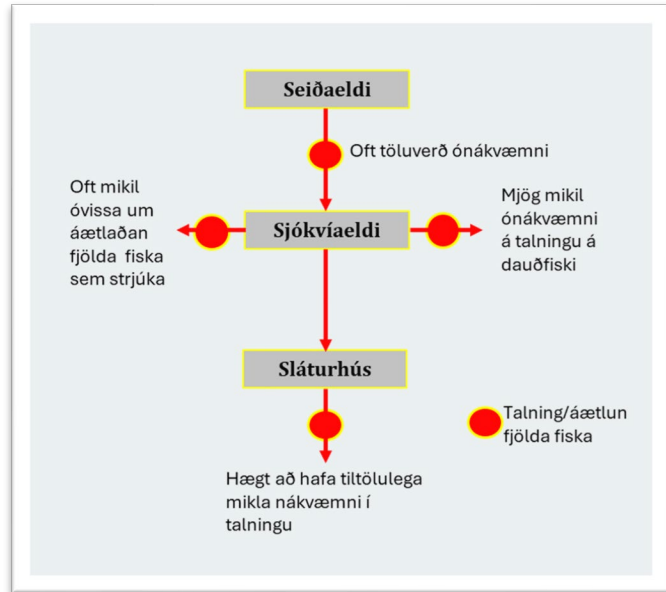 Seiðaeldi
Oft töluverð ónákvæmni
Oft mikil
óvissa um
áætlaðan
fjölda fiska
sem strjúka
Sjókvíaeldi
Mjög mikil
ónákvæmni
á talningu á
dauðfiski
Sláturhús
Talning/áætlun
fjölda fiska
Hægt að hafa tiltölulega
mikla nákvæmni í
talningu